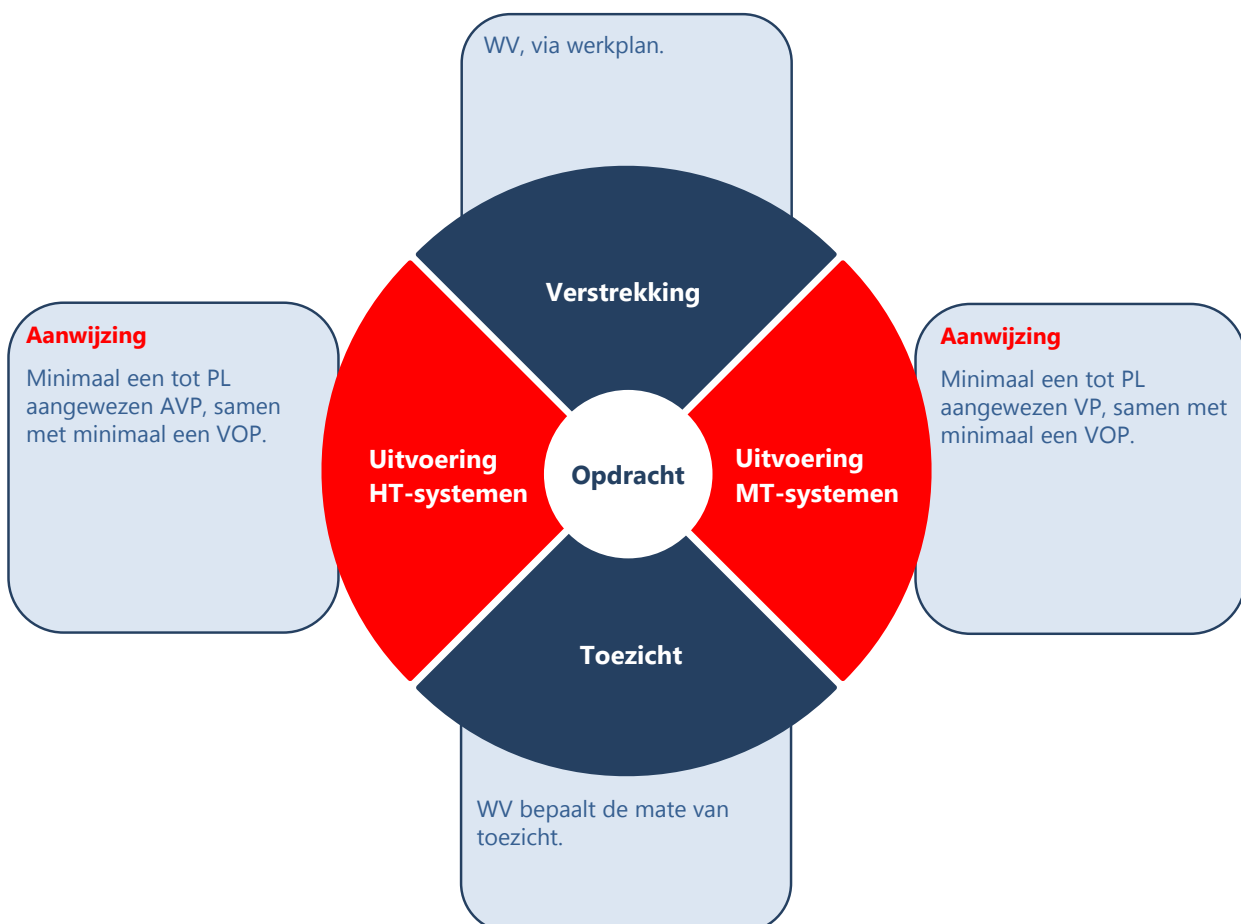 WV, via werkplan.
Verstrekking
Aanwijzing
Minimaal een tot PL
aangewezen AVP, samen
met minimaal een VOP.
Uitvoering
HT-systemen
Opdracht
Uitvoering
MT-systemen
Aanwijzing
Minimaal een tot PL
aangewezen VP, samen met
minimaal een VOP.
Toezicht
WV bepaalt de mate van
toezicht.